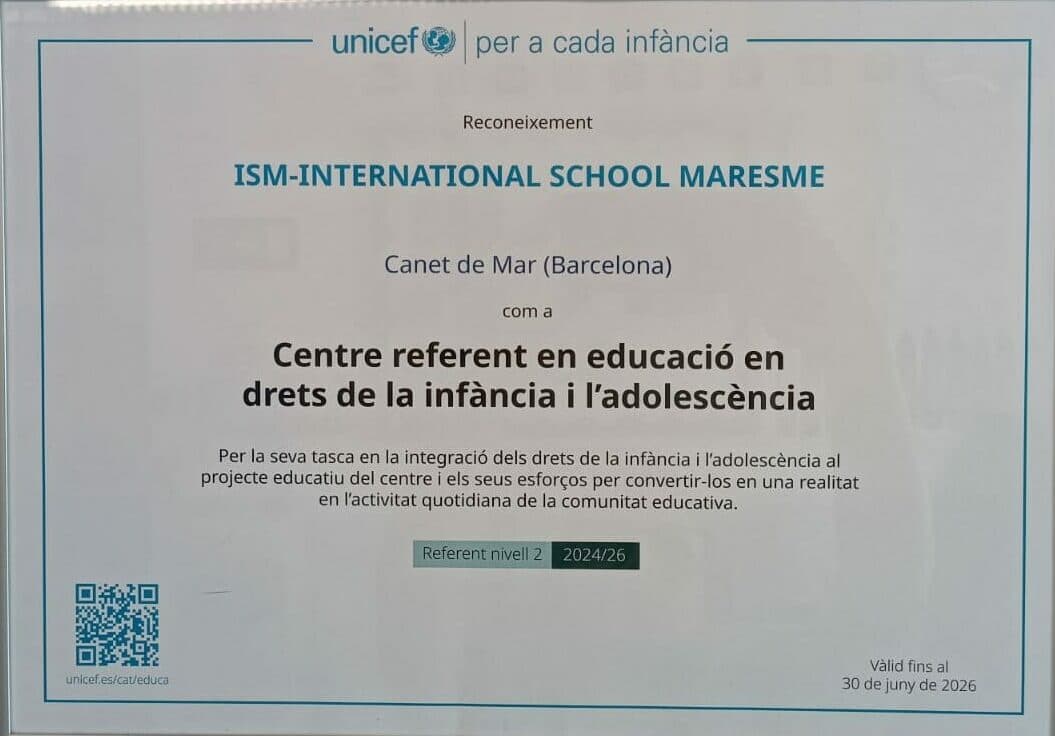 unicef per a cada infància
Reconeixement
ISM-INTERNATIONAL SCHOOL MARESME
Canet de Mar (Barcelona)
com a
Centre referent en educació en
drets de la infància i l’adolescència
Per la seva tasca en la integració dels drets de la infància i l’adolescència al
projecte educatiu del centre i els seus esforços per convertir-los en una realitat
en l’activitat quotidiana de la comunitat educativa.
Referent nivell 2 2024/26
unicef.es/cat/educa
Vàlid fins al
30 de juny de 2026